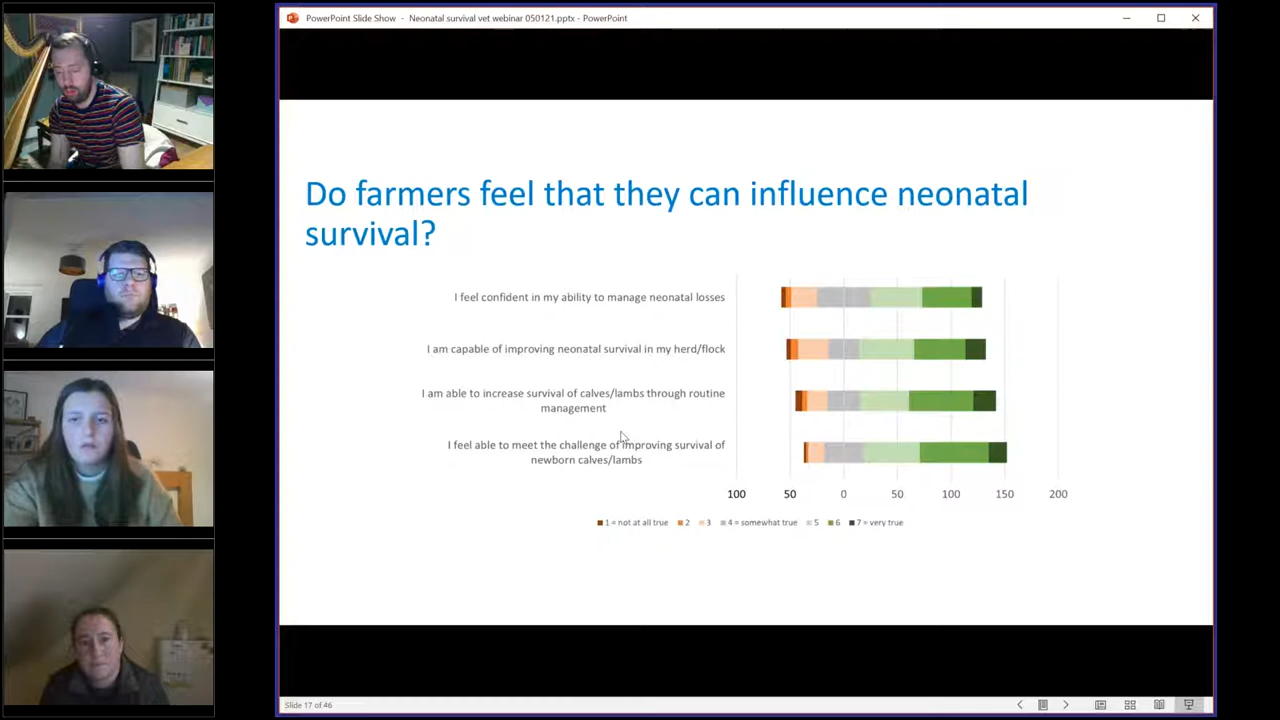 PowerPoint Slide Show - Neonatal survival vet webinar 050121.pptx - PowerPoint
Do farmers feel that they can influence neonatal
survival?
I feel confident in my ability to manage neonatal losses
I am capable of improving neonatal survival in my herd/flock
I am able to increase survival of calves/lambs through routine
management
I feel able to meet the challenge of improving survival of
newborn calves/lambs
100 50 0 50 100 150 200
1 = not at all true 2 3 4 = somewhat true 5 6 7 = very true
Slide 17 of 46